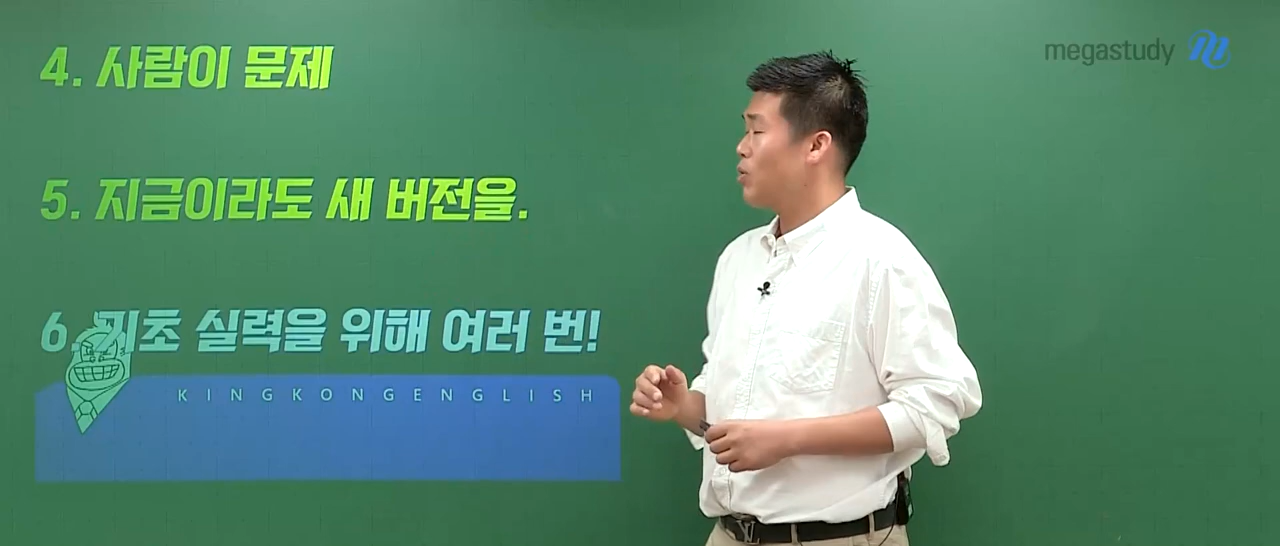 4. 사람이 문제
megastudy
5. 지금이라도 새 버전을.
6. 기초 실력을 위해 여러 번!
KINGKONGENGLISH